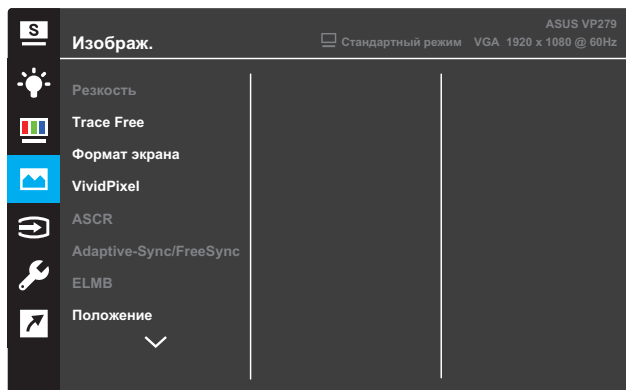 S
ASUS VP279
Изображ.
Стандартный режим VGA 1920 x 1080 @ 60Hz
Резкость
Trace Free
Формат экрана
VividPixel
ASCR
Adaptive-Sync/FreeSync
ELMB
Положение